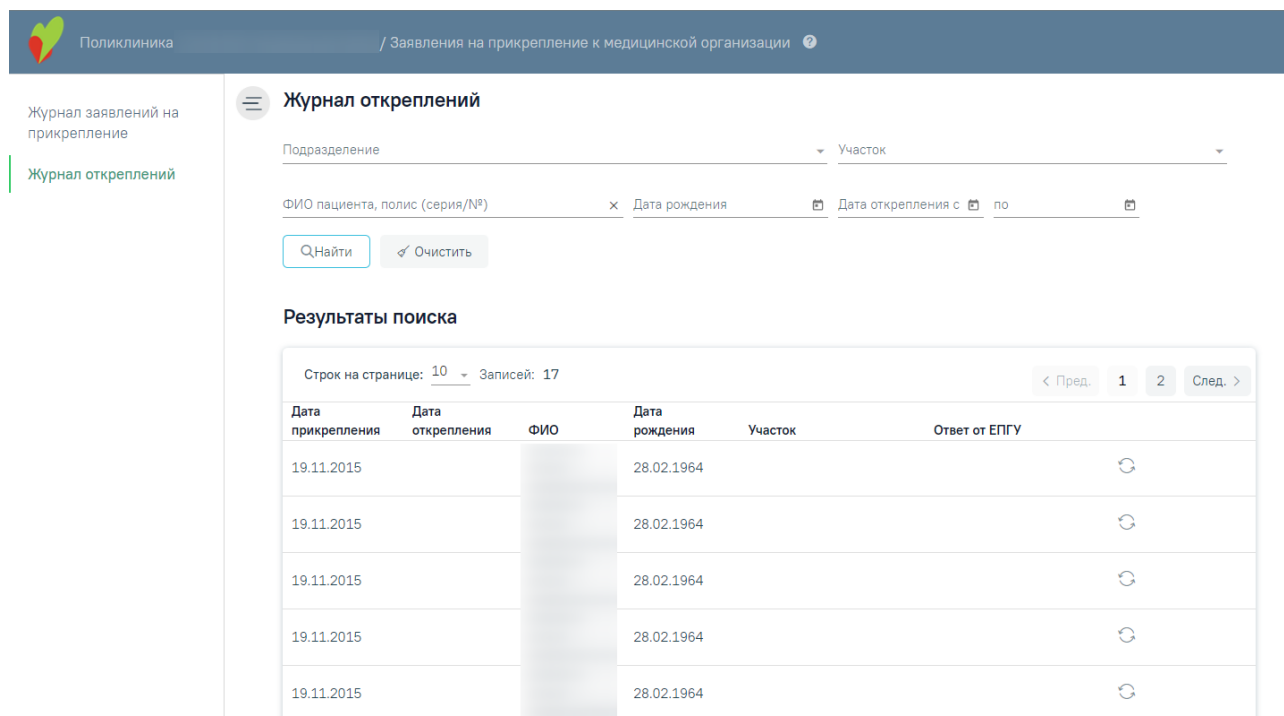 Поликлиника / Заявления на прикрепление к медицинской организации ?
Журнал заявлений на
прикрепление
Журнал откреплений
Журнал откреплений
Подразделение Участок
ФИО пациента, полис (серия/№) Дата рождения Дата открепления с по
Найти Очистить
Результаты поиска
Строк на странице: 10 Записей: 17 < Пред. 1 2 След. >
Дата Дата Дата
прикрепления открепления ФИО рождения Участок Ответ от ЕПГУ
19.11.2015 28.02.1964
19.11.2015 28.02.1964
19.11.2015 28.02.1964
19.11.2015 28.02.1964
19.11.2015 28.02.1964